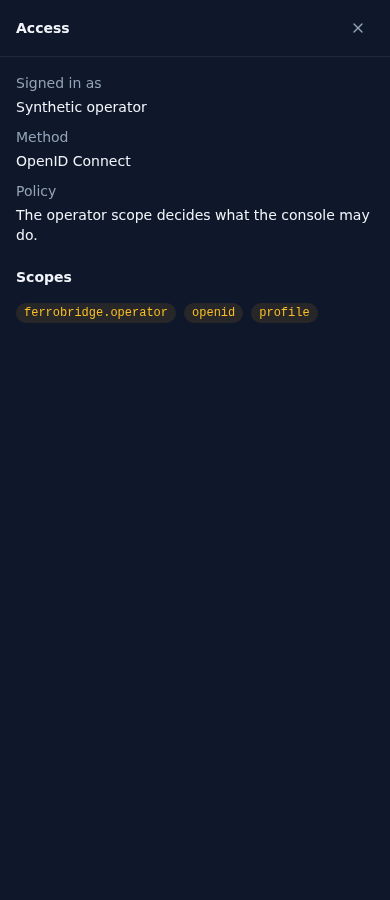 Access
×
Signed in as
Synthetic operator
Method
OpenID Connect
Policy
The operator scope decides what the console may
do.
Scopes
ferrobridge.operator openid profile